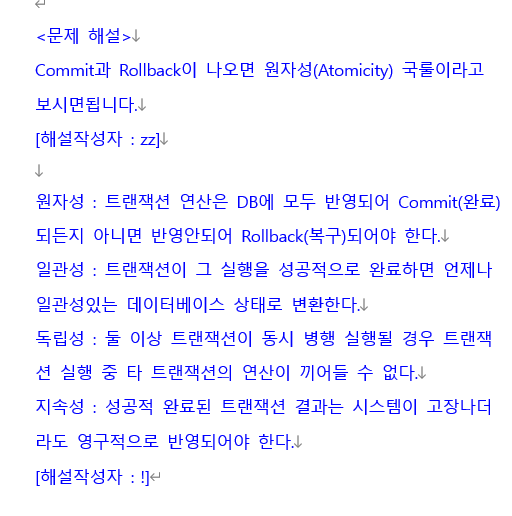 <문제 해설>
Commit과 Rollback이 나오면 원자성(Atomicity) 국룰이라고
보시면됩니다.
[해설작성자 : zz]
원자성 : 트랜잭션 연산은 DB에 모두 반영되어 Commit(완료)
되든지 아니면 반영안되어 Rollback(복구)되어야 한다.
일관성 : 트랜잭션이 그 실행을 성공적으로 완료하면 언제나
일관성있는 데이터베이스 상태로 변환한다.
독립성 : 둘 이상 트랜잭션이 동시 병행 실행될 경우 트랜잭
션 실행 중 타 트랜잭션의 연산이 끼어들 수 없다.
지속성 : 성공적 완료된 트랜잭션 결과는 시스템이 고장나더
라도 영구적으로 반영되어야 한다.
[해설작성자 : !]